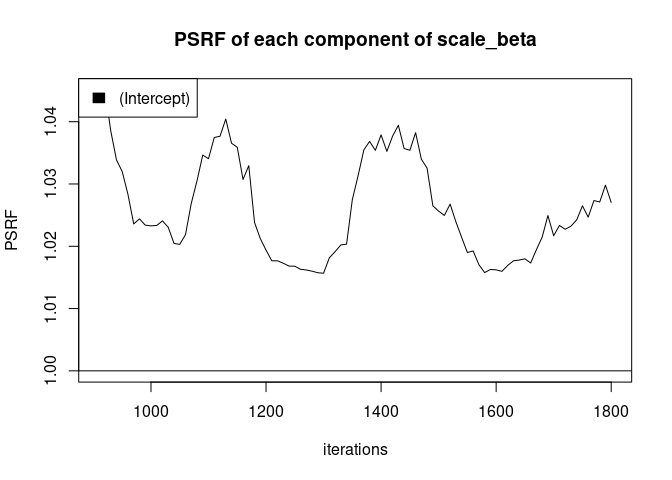 PSRF of each component of scale_beta
(Intercept)
PSRF
1.04
1.03
1.02
1.01
1.00
1000 1200 1400 1600 1800
iterations